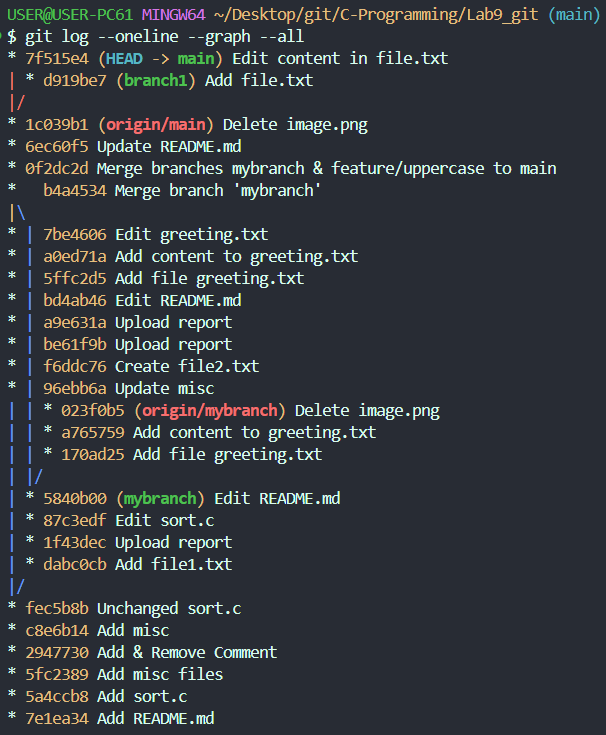 USER@USER-PC61 MINGW64 ~/Desktop/git/C-Programming/Lab9_git (main)
$ git log --oneline --graph --all
* 7f515e4 (HEAD -> main) Edit content in file.txt
| * d919be7 (branch1) Add file.txt
|/
* 1c039b1 (origin/main) Delete image.png
* 6ec60f5 Update README.md
* 0f2dc2d Merge branches mybranch & feature/uppercase to main
*   b4a4534 Merge branch 'mybranch'
|\
* | 7be4606 Edit greeting.txt
* | a0ed71a Add content to greeting.txt
* | 5ffc2d5 Add file greeting.txt
* | bd4ab46 Edit README.md
* | a9e631a Upload report
* | be61f9b Upload report
* | f6ddc76 Create file2.txt
* | 96ebb6a Update misc
| | * 023f0b5 (origin/mybranch) Delete image.png
| | * a765759 Add content to greeting.txt
| | * 170ad25 Add file greeting.txt
| |/
| * 5840b00 (mybranch) Edit README.md
| * 87c3edf Edit sort.c
| * 1f43dec Upload report
| * dabc0cb Add file1.txt
|/
* fec5b8b Unchanged sort.c
* c8e6b14 Add misc
* 2947730 Add & Remove Comment
* 5fc2389 Add misc files
* 5a4ccb8 Add sort.c
* 7e1ea34 Add README.md